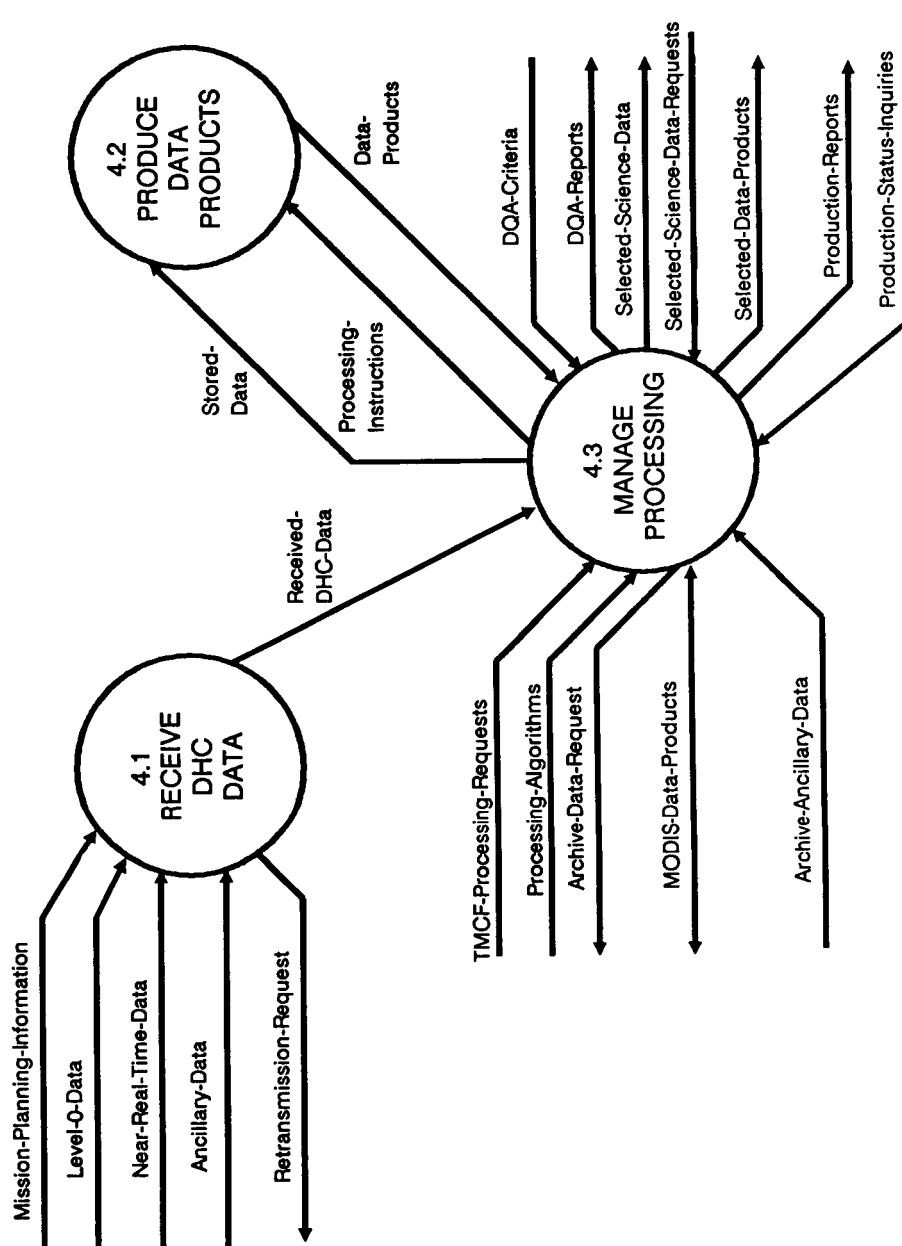 Mission-Planning-Information
Level-0-Data
Near-Real-Time-Data
Ancillary-Data
Retransmission-Request
4.1
RECEIVE
DHC
DATA
Received-
DHC-Data
Stored-
Data
Processing-
Instructions
4.2
PRODUCE
DATA
PRODUCTS
Data-
Products
TMCF-Processing-Requests
Processing-Algorithms
Archive-Data-Request
MODIS-Data-Products
Archive-Ancillary-Data
4.3
MANAGE
PROCESSING
DQA-Criteria
DQA-Reports
Selected-Science-Data
Selected-Science-Data-Requests
Selected-Data-Products
Production-Reports
Production-Status-Inquiries